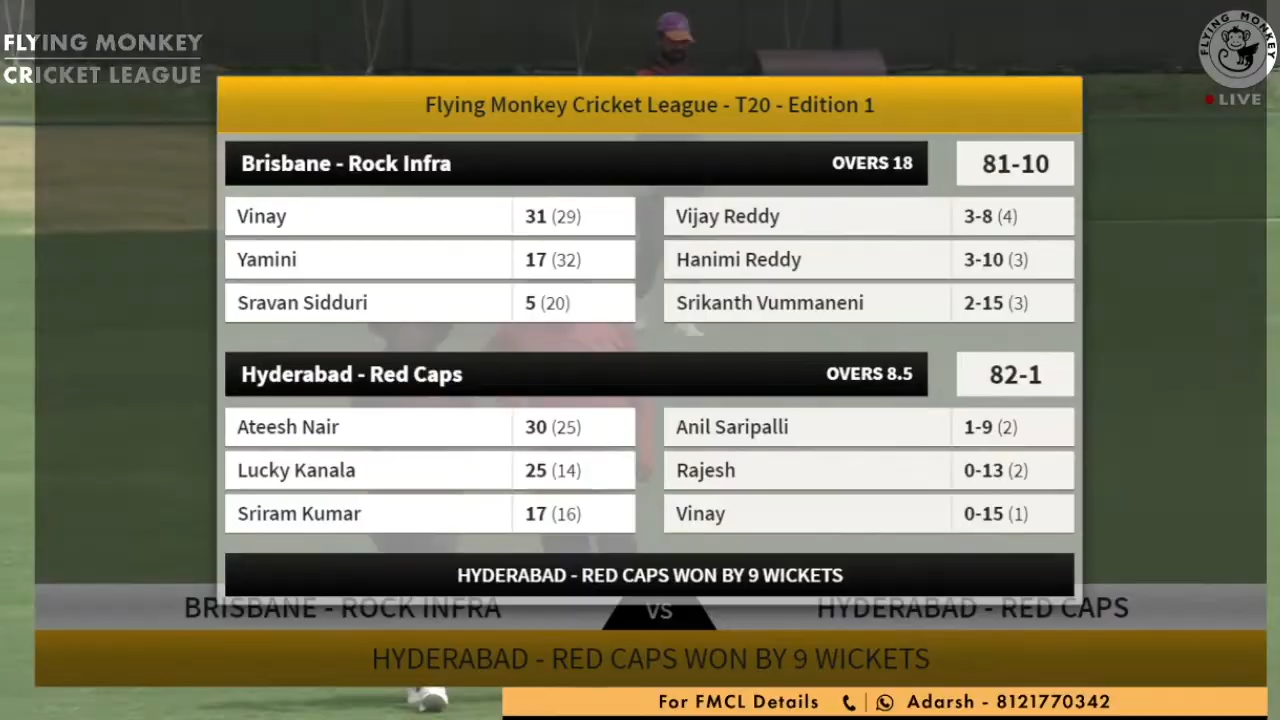 FLYING MONKEY
CRICKET LEAGUE
FLYING MONKEY
LIVE
Flying Monkey Cricket League - T20 - Edition 1
Brisbane - Rock Infra OVERS 18 81-10
Vinay 31 (29) Vijay Reddy 3-8 (4)
Yamini 17 (32) Hanimi Reddy 3-10 (3)
Sravan Sidduri 5 (20) Srikanth Vummaneni 2-15 (3)
Hyderabad - Red Caps OVERS 8.5 82-1
Ateesh Nair 30 (25) Anil Saripalli 1-9 (2)
Lucky Kanala 25 (14) Rajesh 0-13 (2)
Sriram Kumar 17 (16) Vinay 0-15 (1)
HYDERABAD - RED CAPS WON BY 9 WICKETS
BRISBANE - ROCK INFRA VS HYDERABAD - RED CAPS
HYDERABAD - RED CAPS WON BY 9 WICKETS
For FMCL Details Adarsh - 8121770342